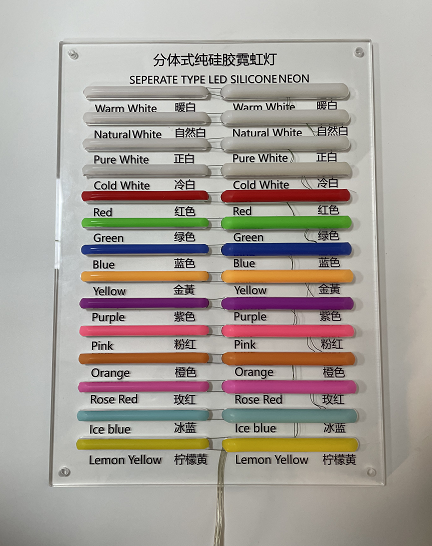 分体式纯硅胶霓虹灯
SEPERATE TYPE LED SILICONE NEON
Warm White 暖白 Warm White 暖白
Natural White 自然白 Natural White 自然白
Pure White 正白 Pure White 正白
Cold White 冷白 Cold White 冷白
Red 红色 Red 红色
Green 绿色 Green 绿色
Blue 蓝色 Blue 蓝色
Yellow 金黃 Yellow 金黃
Purple 紫色 Purple 紫色
Pink 粉红 Pink 粉红
Orange 橙色 Orange 橙色
Rose Red 玫红 Rose Red 玫红
Ice blue 冰蓝 Ice blue 冰蓝
Lemon Yellow 柠檬黄 Lemon Yellow 柠檬黄